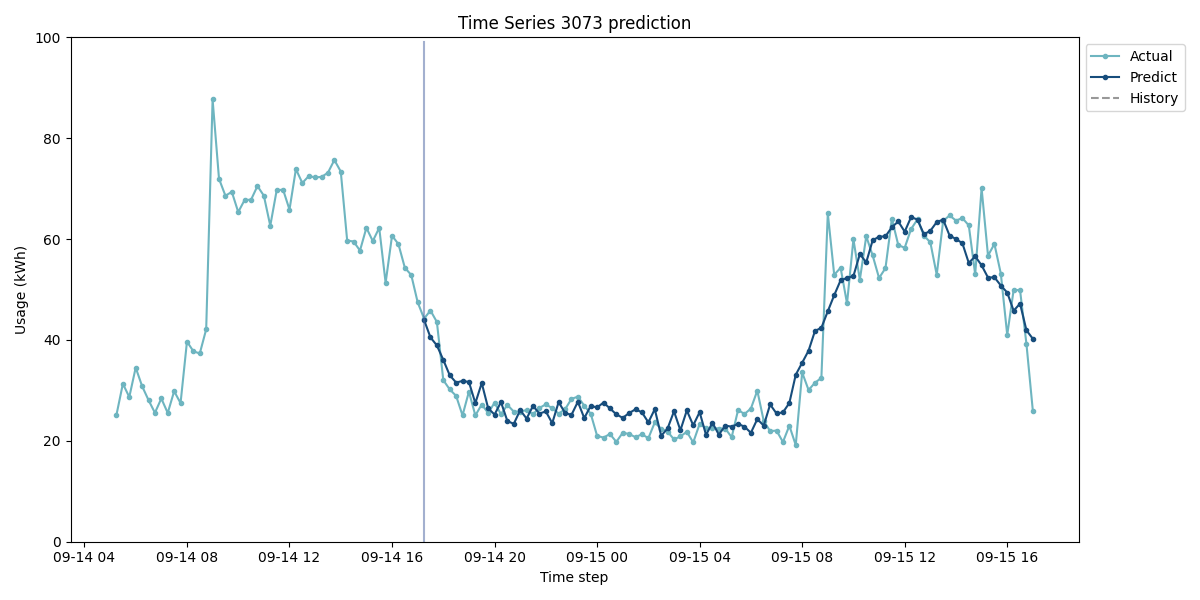 Time Series 3073 prediction
100
80
60
40
20
0
Usage (kWh)
09-14 04
09-14 08
09-14 12
09-14 16
09-14 20
09-15 00
09-15 04
09-15 08
09-15 12
09-15 16
Time step
Actual
Predict
History